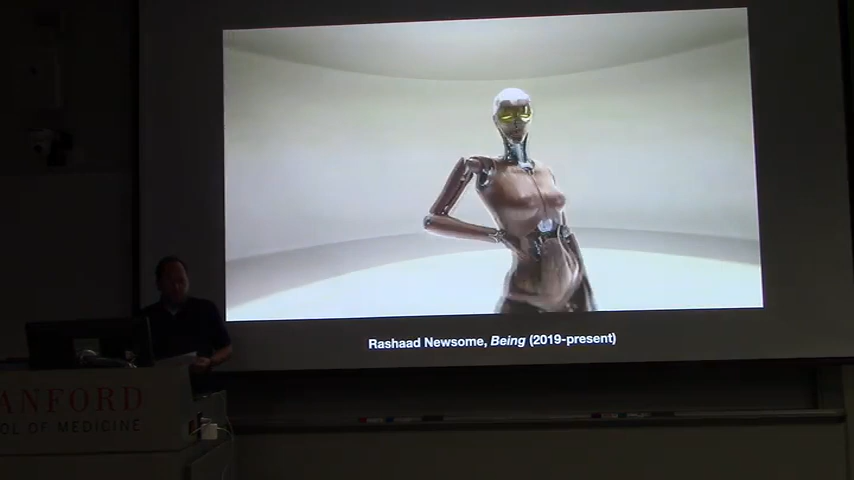 Rashaad Newsome, Being (2019-present)
ANFORD
OL OF MEDICINE